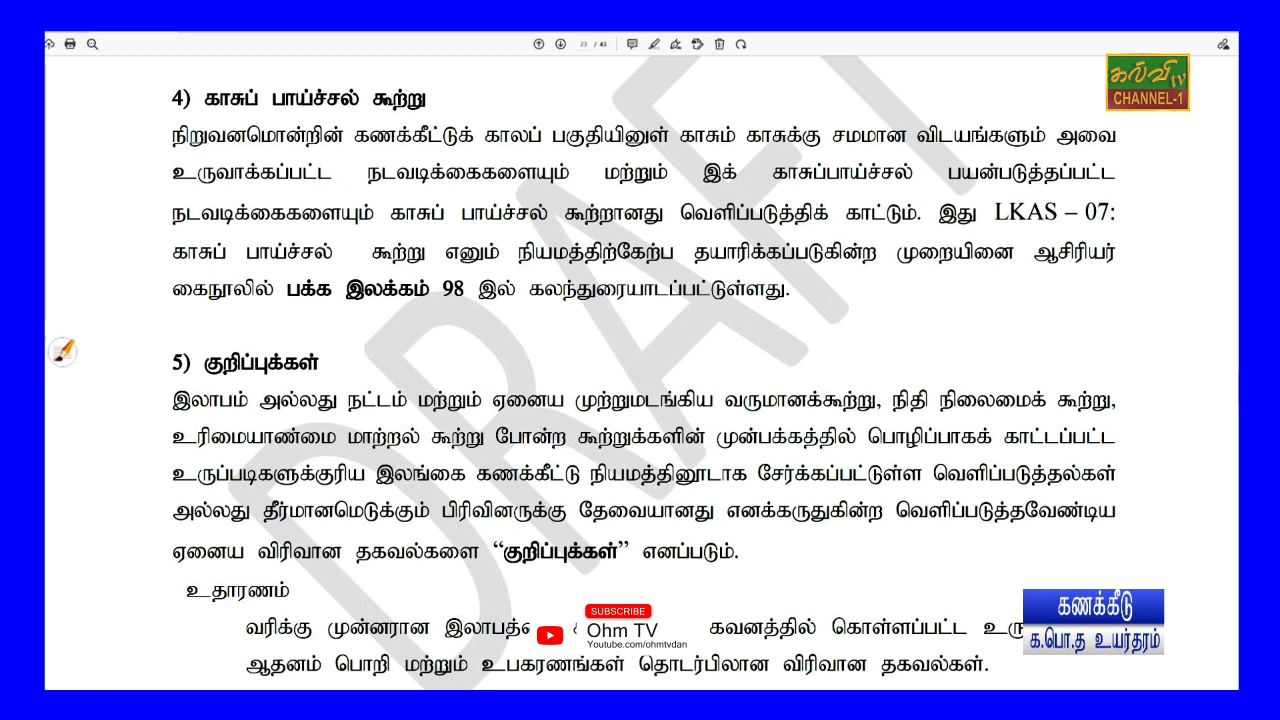 23 / 43
கல்வி TV
CHANNEL-1
4) காசுப் பாய்ச்சல் கூற்று
நிறுவனமொன்றின் கணக்கீட்டுக் காலப் பகுதியினுள் காசும் காசுக்கு சமமான விடயங்களும் அவை
உருவாக்கப்பட்ட நடவடிக்கைகளையும் மற்றும் இக் காசுப்பாய்ச்சல் பயன்படுத்தப்பட்ட
நடவடிக்கைகளையும் காசுப் பாய்ச்சல் கூற்றானது வெளிப்படுத்திக் காட்டும். இது LKAS – 07:
காசுப் பாய்ச்சல் கூற்று எனும் நியமத்திற்கேற்ப தயாரிக்கப்படுகின்ற முறையினை ஆசிரியர்
கைநூலில் பக்க இலக்கம் 98 இல் கலந்துரையாடப்பட்டுள்ளது.
5) குறிப்புக்கள்
இலாபம் அல்லது நட்டம் மற்றும் ஏனைய முற்றுமடங்கிய வருமானக்கூற்று, நிதி நிலைமைக் கூற்று,
உரிமையாண்மை மாற்றல் கூற்று போன்ற கூற்றுக்களின் முன்பக்கத்தில் பொழிப்பாகக் காட்டப்பட்ட
உருப்படிகளுக்குரிய இலங்கை கணக்கீட்டு நியமத்தினூடாக சேர்க்கப்பட்டுள்ள வெளிப்படுத்தல்கள்
அல்லது தீர்மானமெடுக்கும் பிரிவினருக்கு தேவையானது எனக்கருதுகின்ற வெளிப்படுத்தவேண்டிய
ஏனைய விரிவான தகவல்களை “குறிப்புக்கள்” எனப்படும்.
உதாரணம்
வரிக்கு முன்னரான கவனத்தில் கொள்ளப்பட்ட
ஆதனம் பொறி மற்றும் உபகரணங்கள் தொடர்பிலான விரிவான தகவல்கள்.
DRAFT
SUBSCRIBE
Ohm TV
Youtube.com/ohmtvdan
கணக்கீடு
க.பொ.த உயர்தரம்